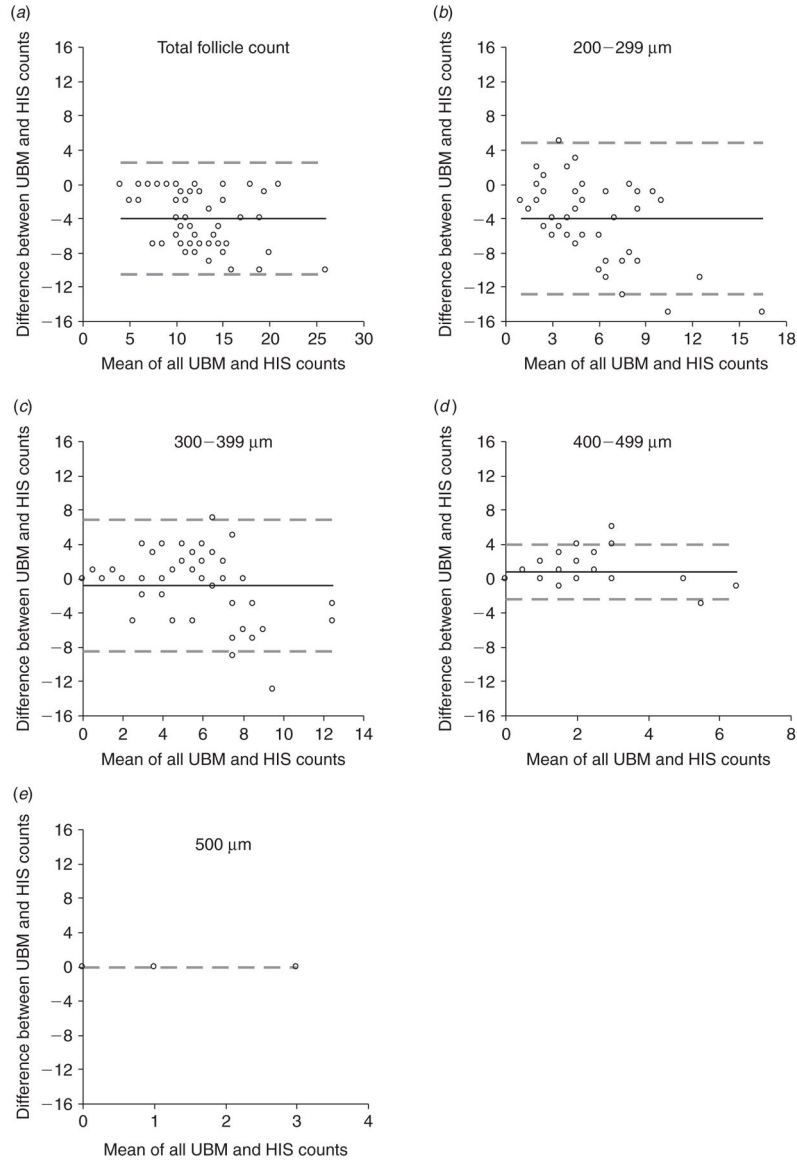 (a)
Total follicle count
Difference between UBM and HIS counts
16
12
8
4
0
−4
−8
−12
−16
0 5 10 15 20 25 30
Mean of all UBM and HIS counts
(b)
200−299 μm
Difference between UBM and HIS counts
16
12
8
4
0
−4
−8
−12
−16
0 3 6 9 12 15 18
Mean of all UBM and HIS counts
(c)
300−399 μm
Difference between UBM and HIS counts
16
12
8
4
0
−4
−8
−12
−16
0 2 4 6 8 10 12 14
Mean of all UBM and HIS counts
(d)
400−499 μm
Difference between UBM and HIS counts
16
12
8
4
0
−4
−8
−12
−16
0 2 4 6 8
Mean of all UBM and HIS counts
(e)
500 μm
Difference between UBM and HIS counts
16
12
8
4
0
−4
−8
−12
−16
0 1 2 3 4
Mean of all UBM and HIS counts